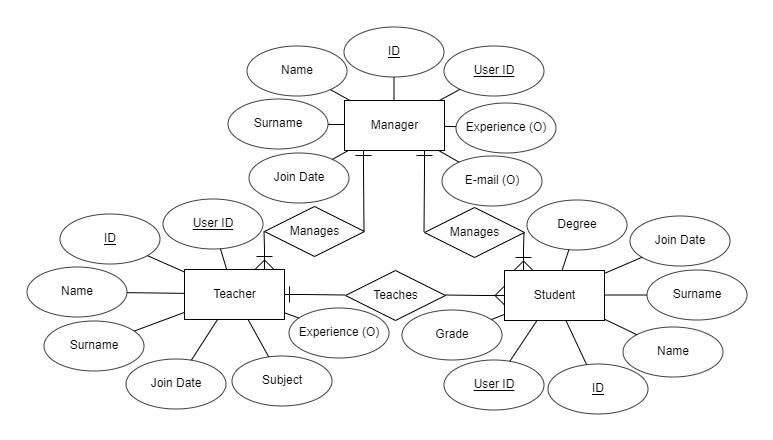 ID
Name
User ID
Surname
Manager
Experience (O)
Join Date
E-mail (O)
ID
User ID
Manages
Manages
Degree
Join Date
Name
Teacher
Teaches
Student
Surname
Surname
Experience (O)
Grade
Name
Join Date
Subject
User ID
ID